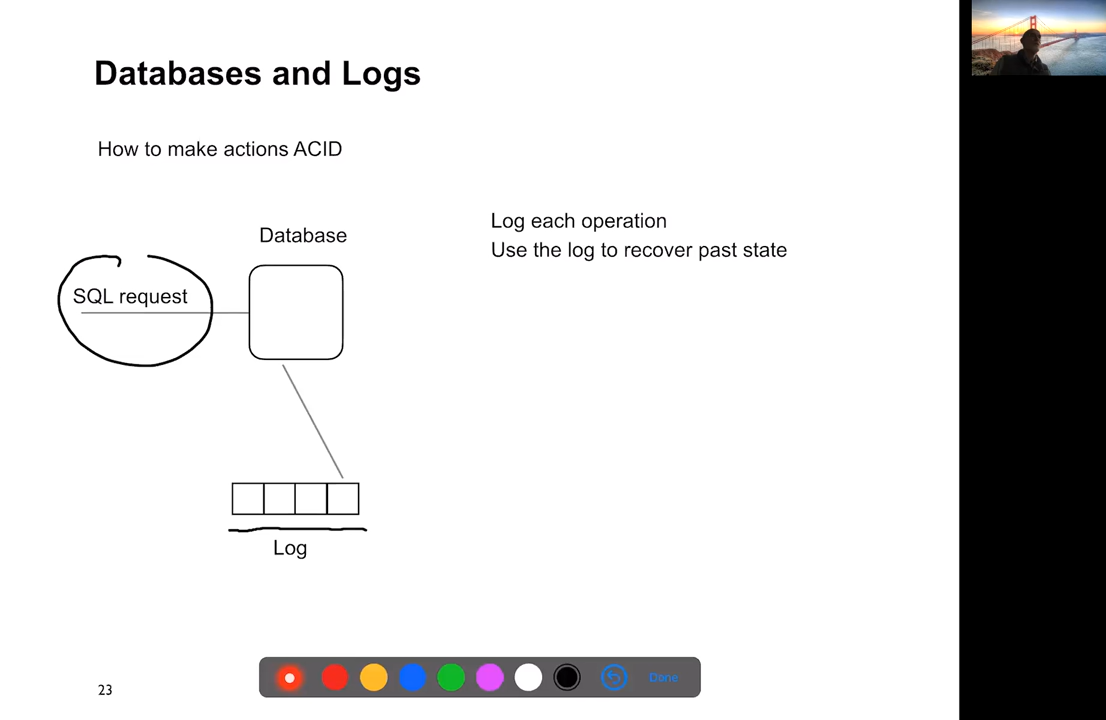 Databases and Logs
How to make actions ACID
Log each operation
Use the log to recover past state
Database
SQL request
Log
23
Done